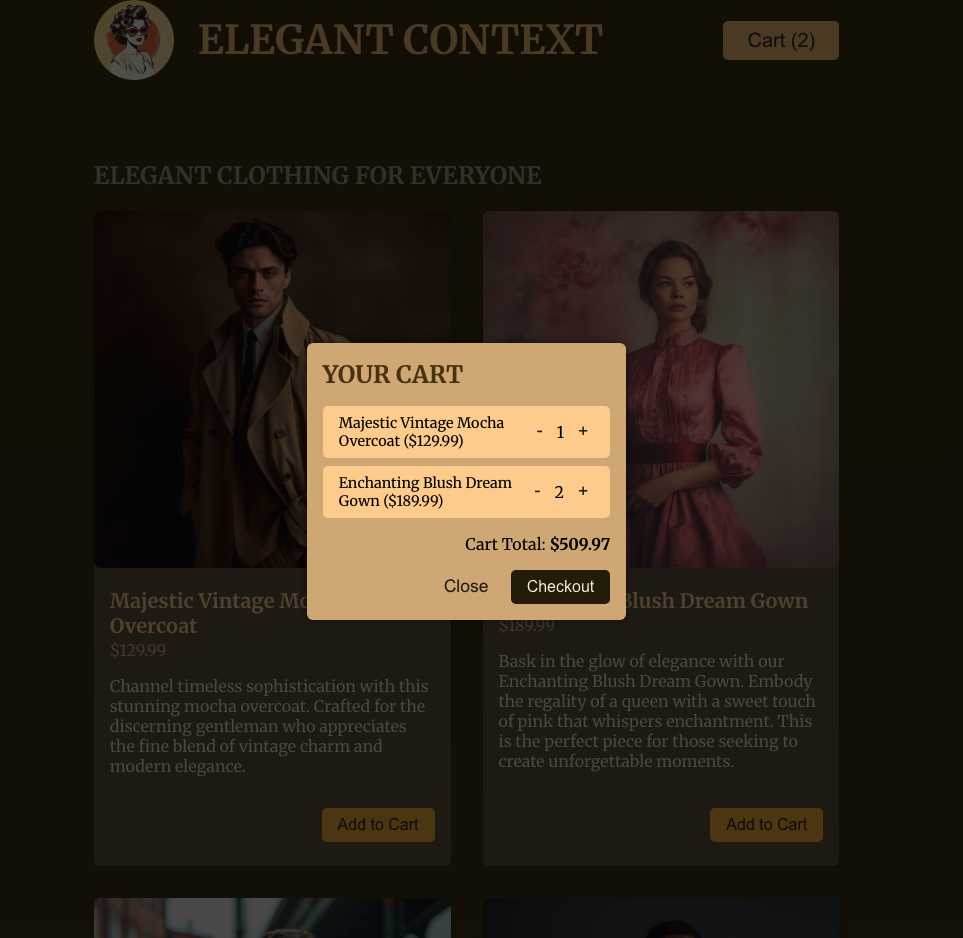 ELEGANT CONTEXT
Cart (2)
ELEGANT CLOTHING FOR EVERYONE
YOUR CART
Majestic Vintage Mocha
Overcoat ($129.99)
- 1 +
Enchanting Blush Dream
Gown ($189.99)
- 2 +
Cart Total: $509.97
Close
Checkout
Majestic Vintage
Overcoat
$129.99
Channel timeless sophistication with this
stunning mocha overcoat. Crafted for the
discerning gentleman who appreciates
the fine blend of vintage charm and
modern elegance.
Add to Cart
Blush Dream Gown
$189.99
Bask in the glow of elegance with our
Enchanting Blush Dream Gown. Embody
the regality of a queen with a sweet touch
of pink that whispers enchantment. This
is the perfect piece for those seeking to
create unforgettable moments.
Add to Cart